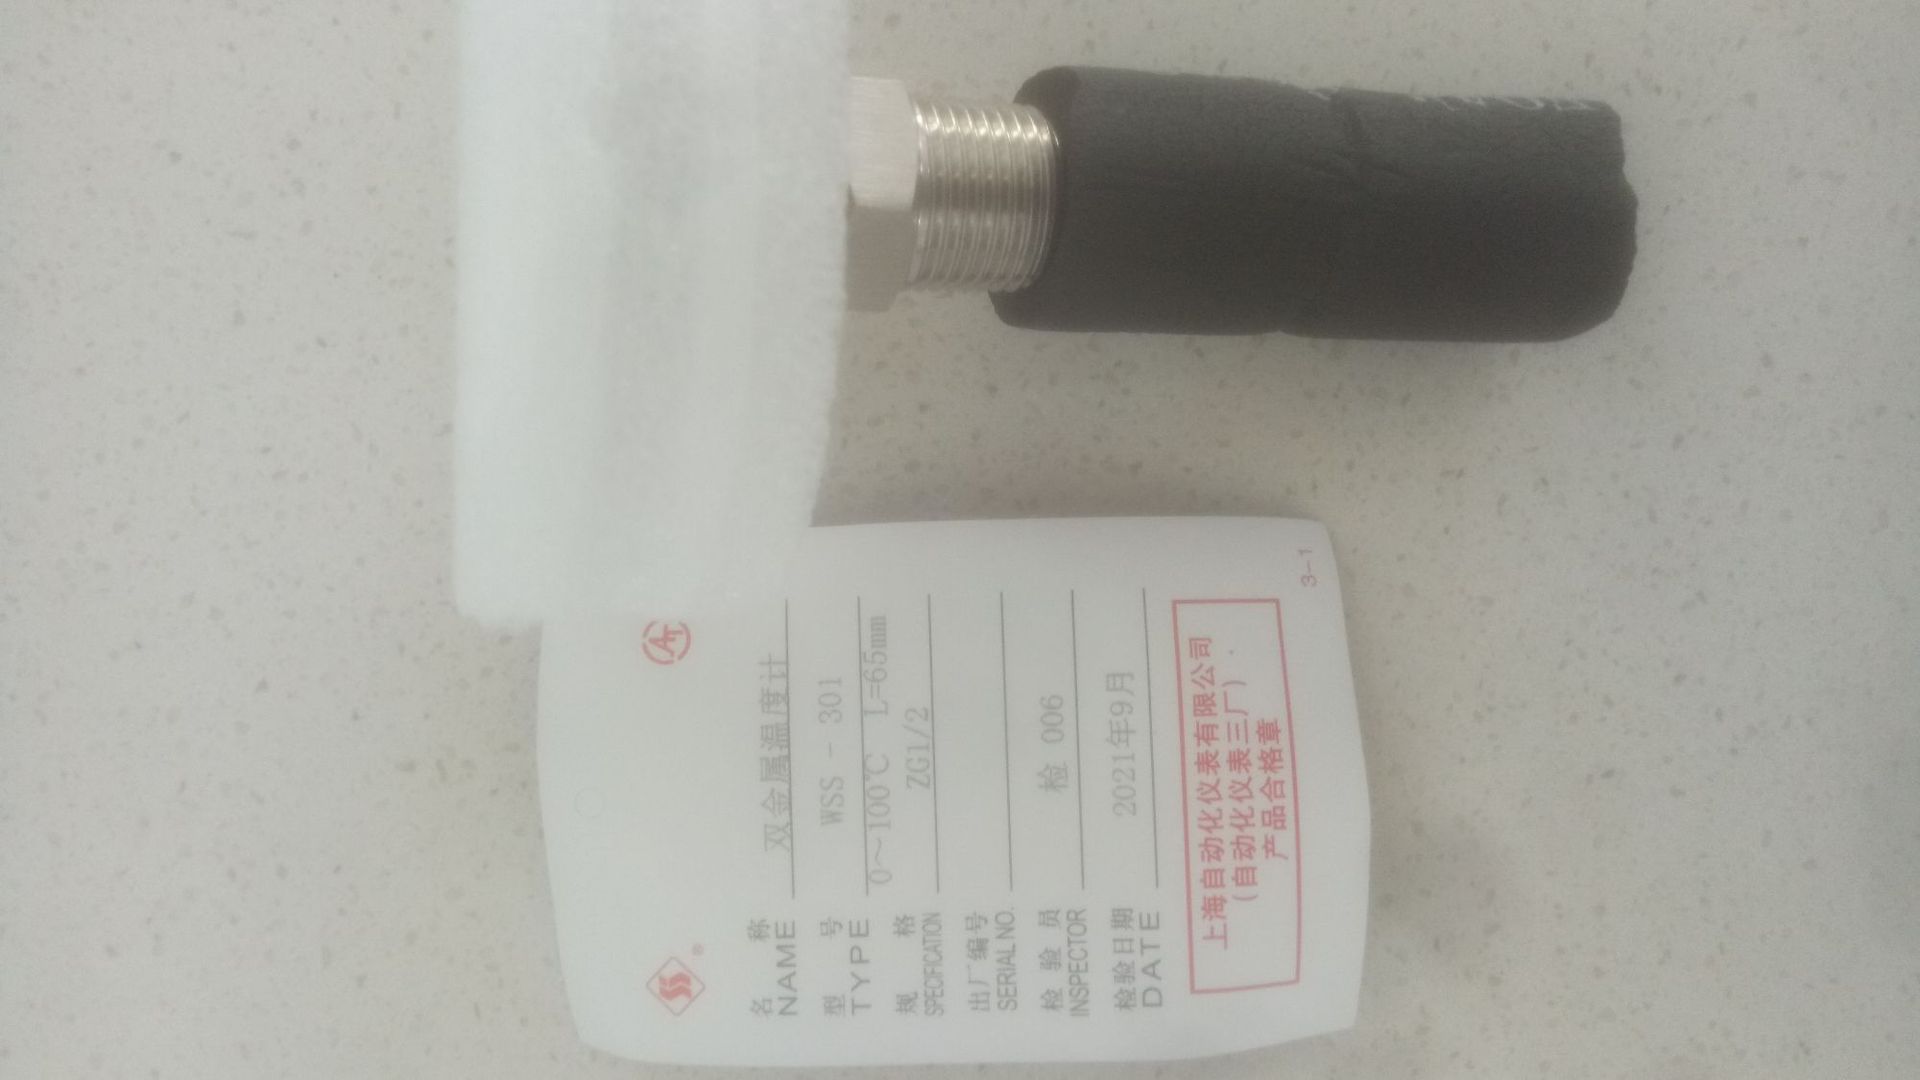 SS ®
名 称 双金属温度计
NAME
型 号 WSS - 301
TYPE
0～100℃ L=65mm
规 格 ZG1/2
SPECIFICATION
出厂编号
SERIAL NO.
检 验 员 检 006
INSPECTOR
检验日期 2021年9月
DATE
上海自动化仪表有限公司
(自动化仪表三厂)
产品合格章
3-1